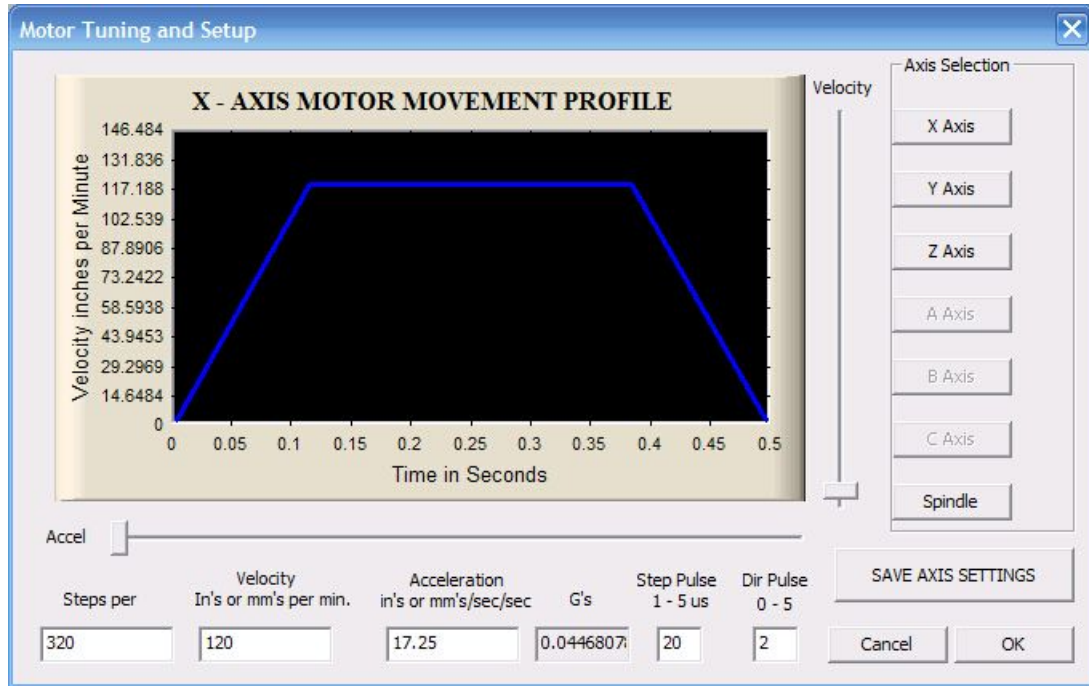 Motor Tuning and Setup
X - AXIS MOTOR MOVEMENT PROFILE
Velocity inches per Minute
146.484
131.836
117.188
102.539
87.8906
73.2422
58.5938
43.9453
29.2969
14.6484
0
0 0.05 0.1 0.15 0.2 0.25 0.3 0.35 0.4 0.45 0.5
Time in Seconds
Velocity
Axis Selection
X Axis
Y Axis
Z Axis
A Axis
B Axis
C Axis
Spindle
Accel
Steps per
Velocity
In's or mm's per min.
Acceleration
in's or mm's/sec/sec
G's
Step Pulse
1 - 5 us
Dir Pulse
0 - 5
320
120
17.25
0.0446807
20
2
SAVE AXIS SETTINGS
Cancel
OK